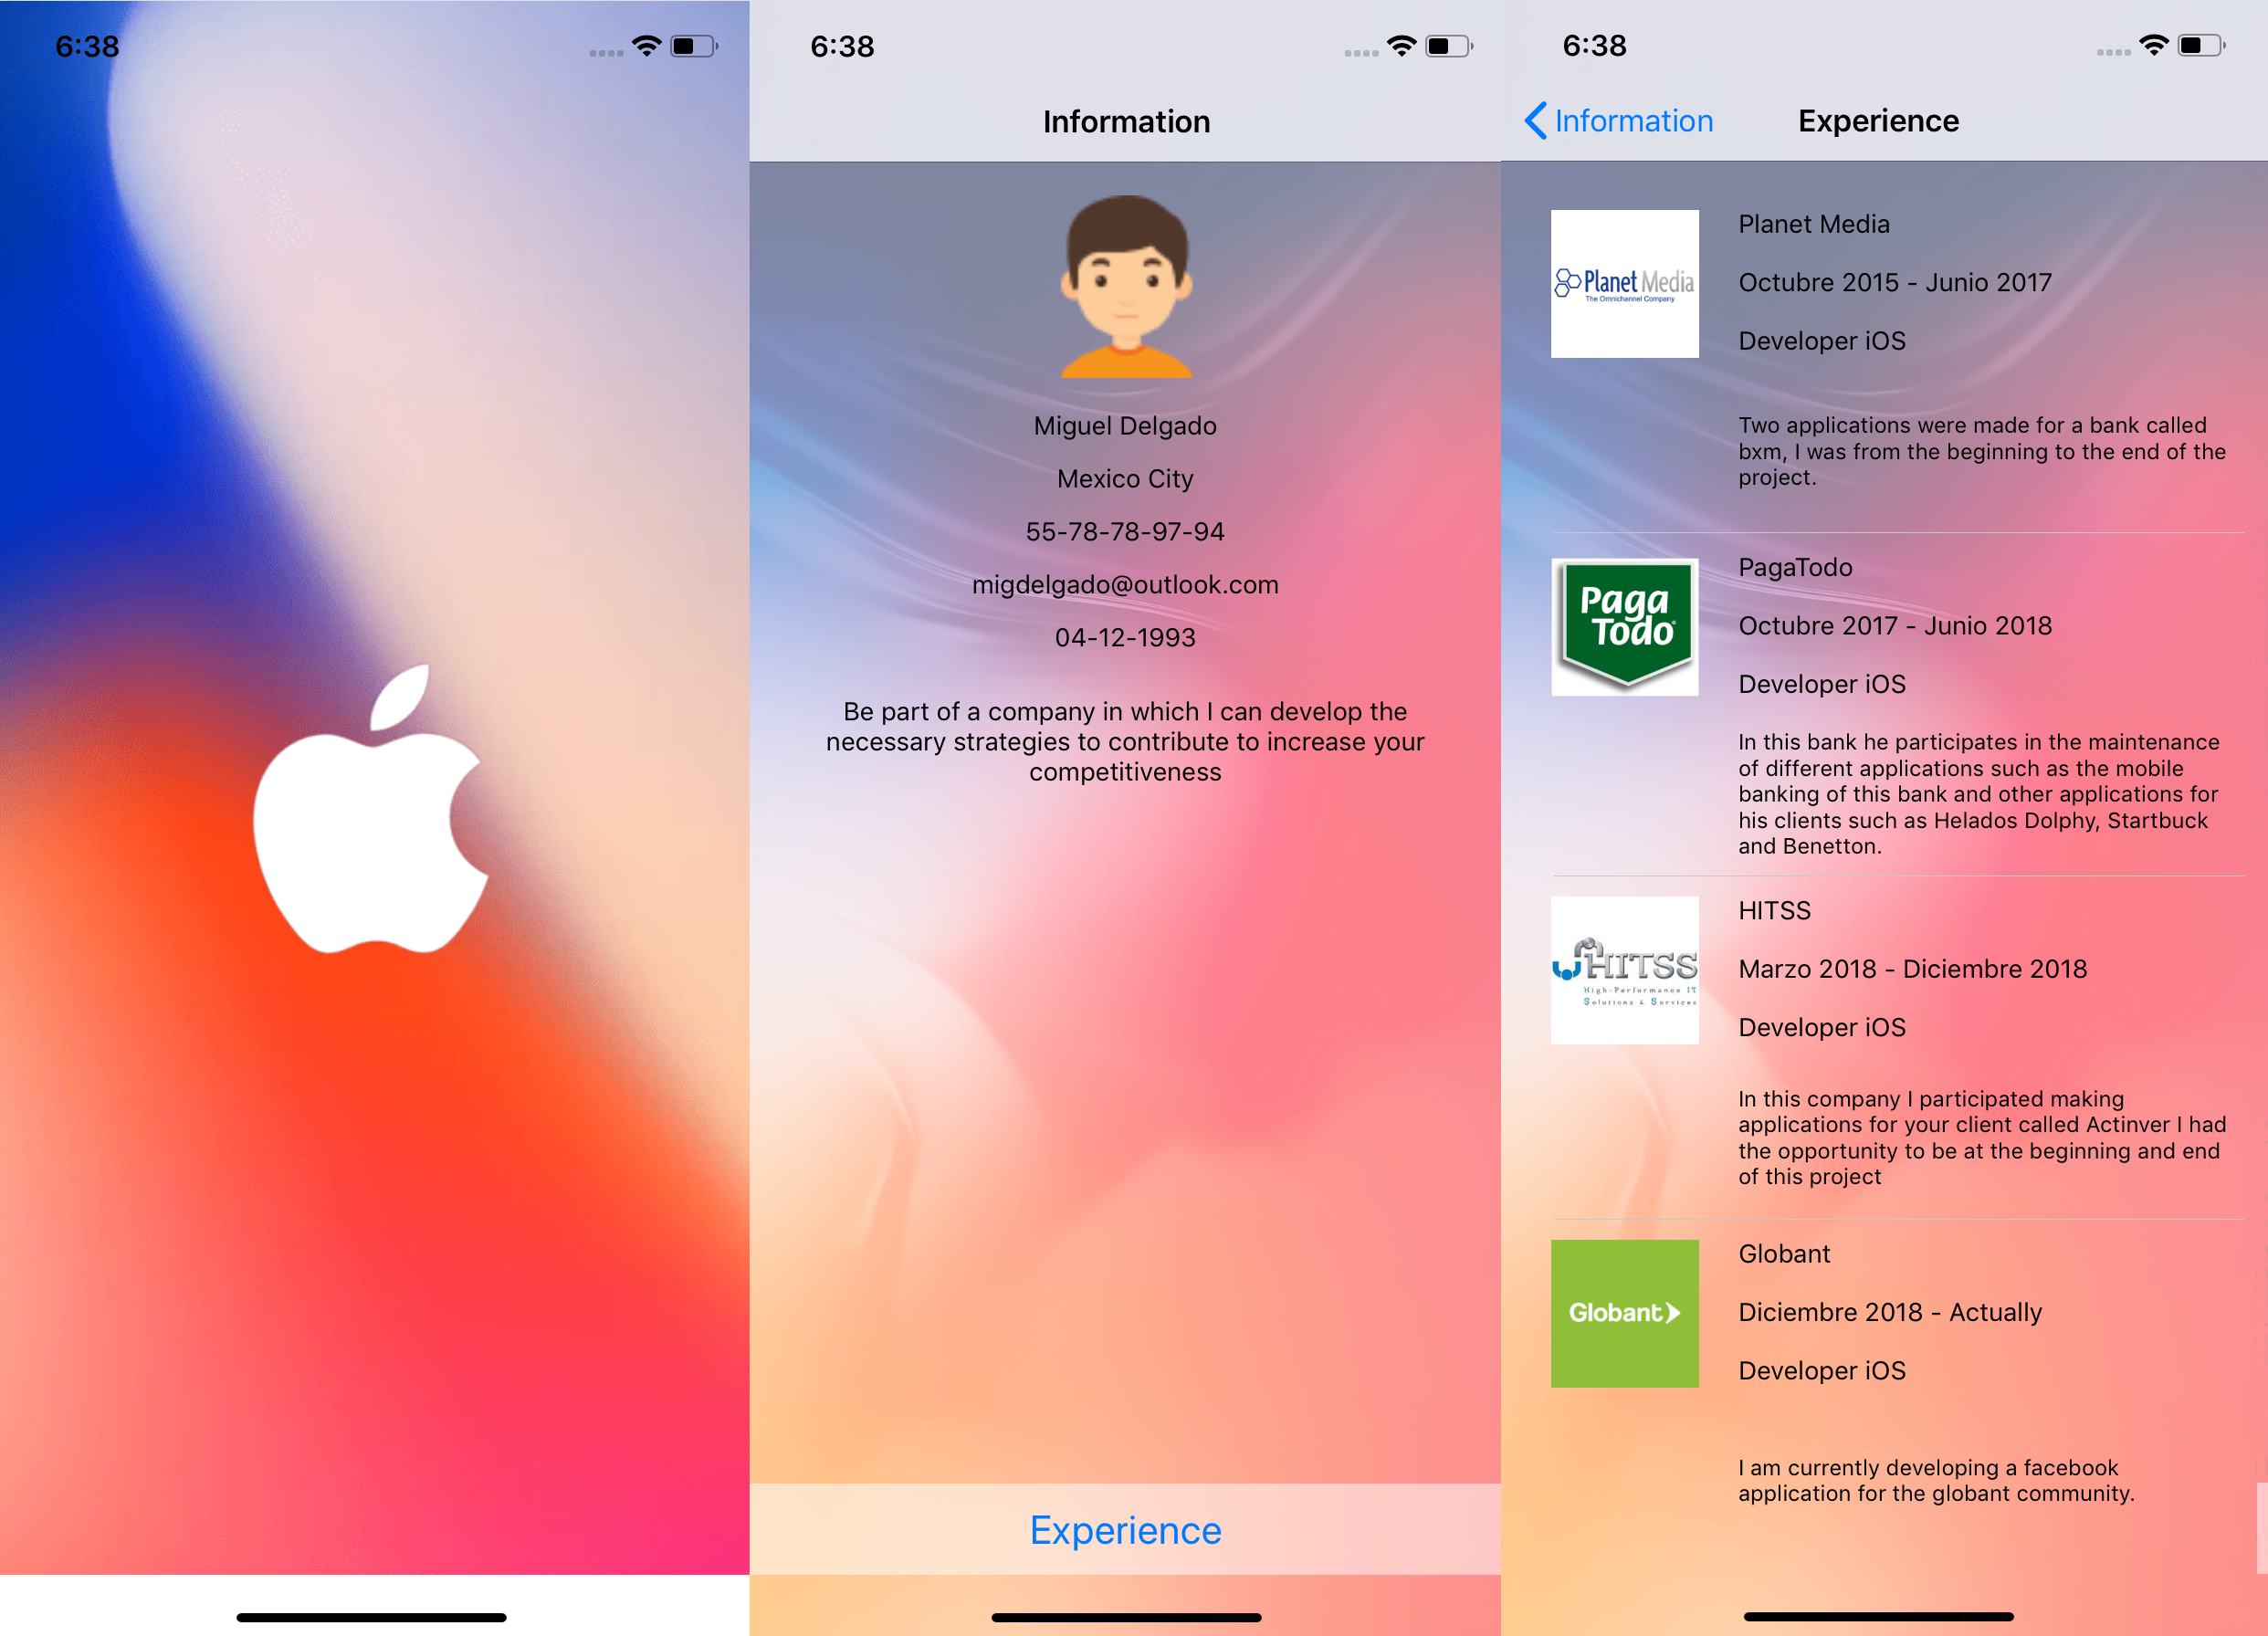 6:38
6:38
Information
Miguel Delgado
Mexico City
55-78-78-97-94
migdelgado@outlook.com
04-12-1993
Be part of a company in which I can develop the
necessary strategies to contribute to increase your
competitiveness
Experience
6:38
Information Experience
Planet Media
The Omnichannel Company
Planet Media
Octubre 2015 - Junio 2017
Developer iOS
Two applications were made for a bank called
bxm, I was from the beginning to the end of the
project.
Paga
Todo
PagaTodo
Octubre 2017 - Junio 2018
Developer iOS
In this bank he participates in the maintenance
of different applications such as the mobile
banking of this bank and other applications for
his clients such as Helados Dolphy, Startbuck
and Benetton.
HITSS
High-Performance IT
Solutions & Services
HITSS
Marzo 2018 - Diciembre 2018
Developer iOS
In this company I participated making
applications for your client called Actinver I had
the opportunity to be at the beginning and end
of this project
Globant
Globant
Diciembre 2018 - Actually
Developer iOS
I am currently developing a facebook
application for the globant community.